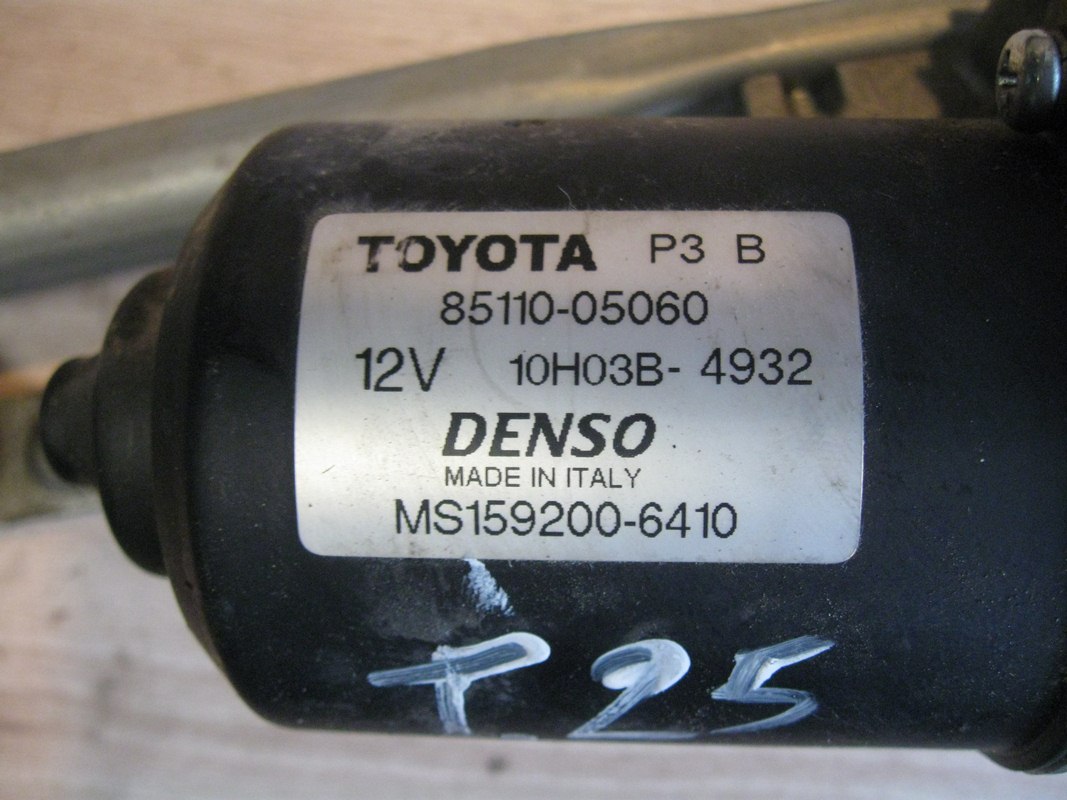 TOYOTA P3 B
85110-05060
12V 10H03B- 4932
DENSO
MADE IN ITALY
MS159200-6410
T25